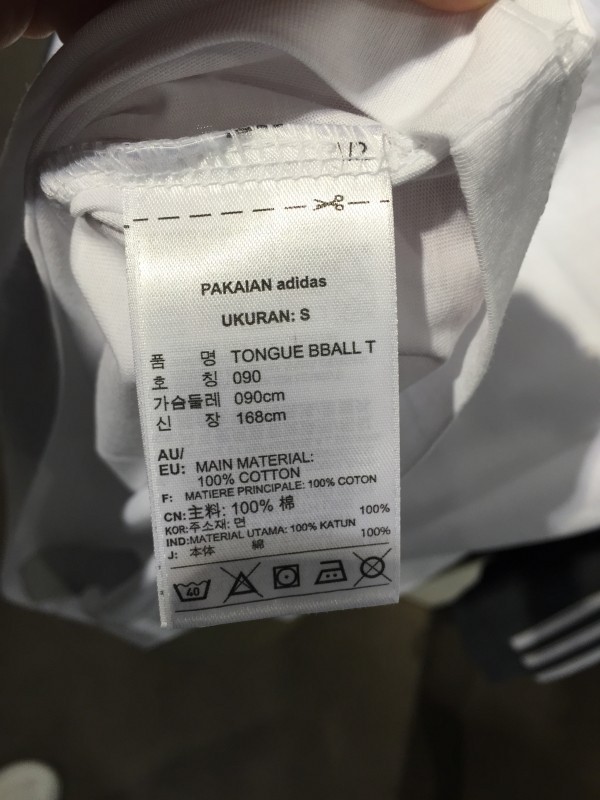 PAKAIAN adidas
UKURAN: S
품 명 TONGUE BBALL T
호 칭 090
가슴둘레 090cm
신 장 168cm
AU/
EU: MAIN MATERIAL:
100% COTTON
F: MATIERE PRINCIPALE: 100% COTON
CN:主料: 100% 棉
KOR:주소재: 면 100%
IND:MATERIAL UTAMA: 100% KATUN
J: 本体 綿 100%
40